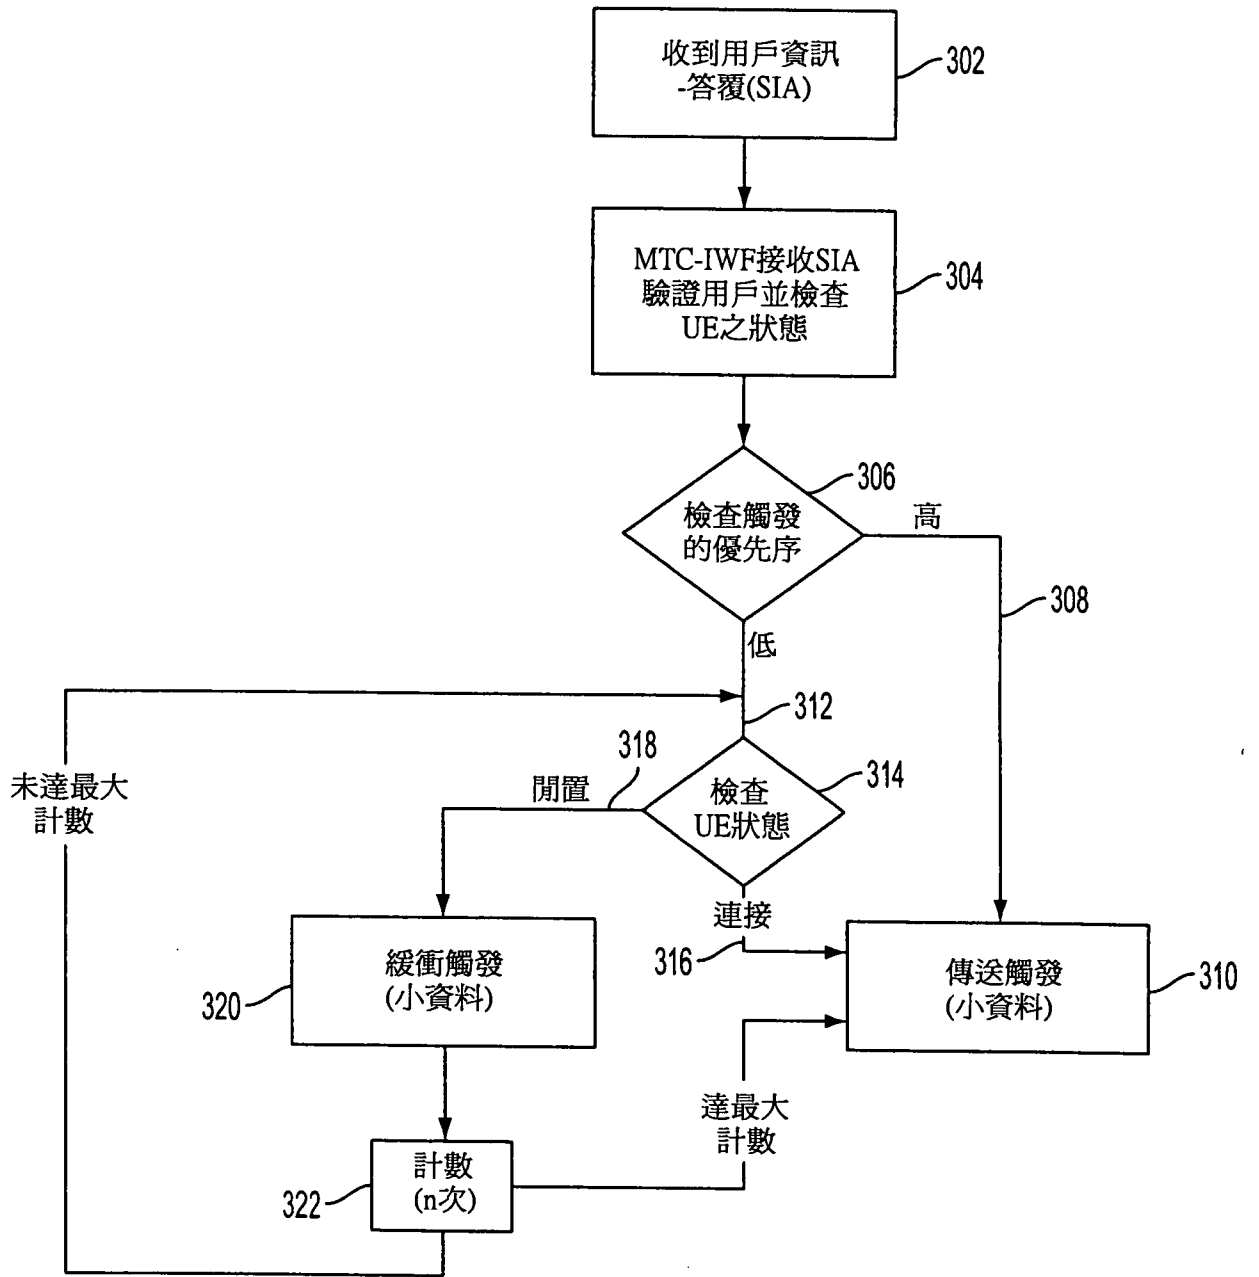 收到用戶資訊
-答覆(SIA)
302
MTC-IWF接收SIA
驗證用戶並檢查
UE之狀態
304
檢查觸發
的優先序
306
高
308
低
312
未達最大
計數
318
閒置
檢查
UE狀態
314
連接
316
緩衝觸發
(小資料)
320
傳送觸發
(小資料)
310
達最大
計數
計數
(n次)
322